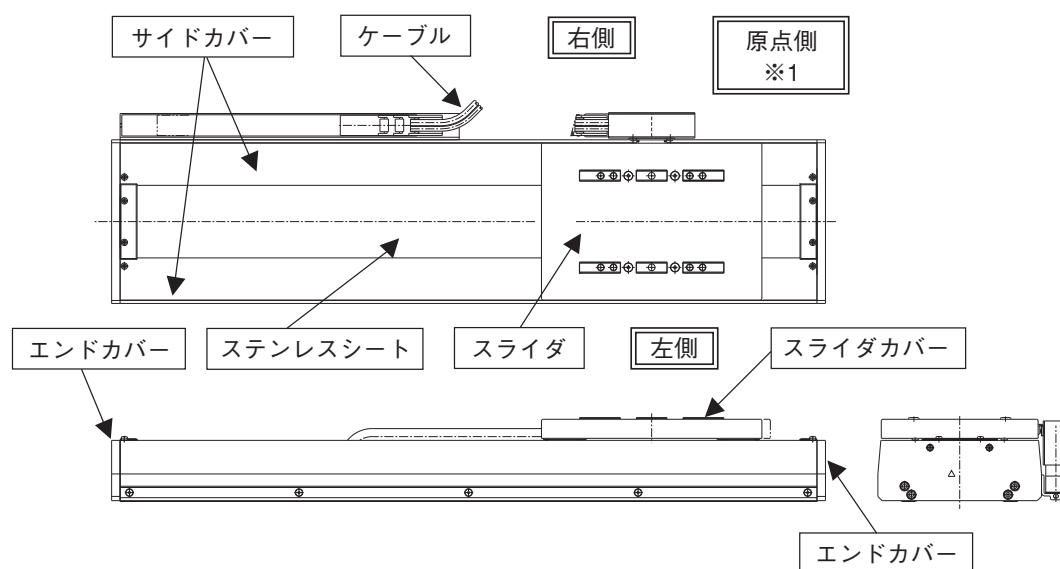 サイドカバー
ケーブル
右側
原点側
※1
エンドカバー
ステンレスシート
スライダ
左側
スライダカバー
エンドカバー